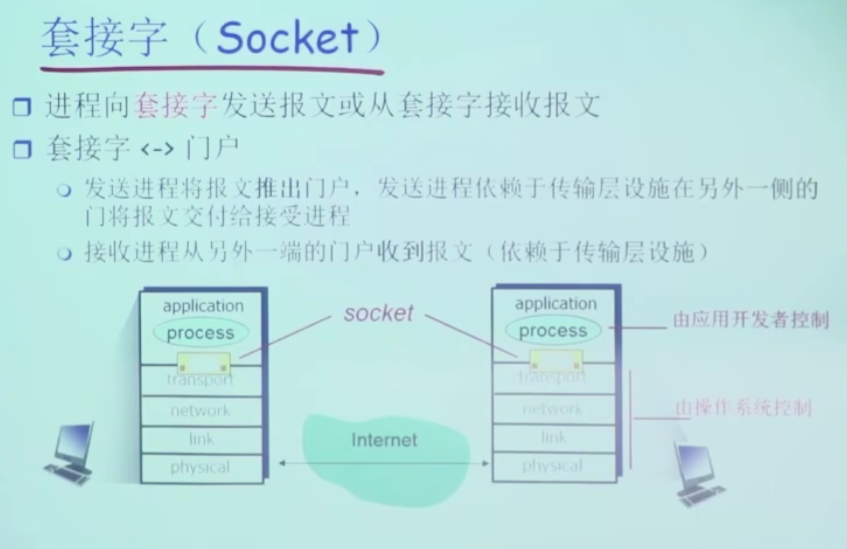 套接字（Socket）
进程向套接字发送报文或从套接字接收报文
套接字 <-> 门户
发送进程将报文推出门户，发送进程依赖于传输层设施在另外一侧的
门将报文交付给接受进程
接收进程从另外一端的门户收到报文（依赖于传输层设施）
application
process
transport
network
link
physical
socket
Internet
application
process
transport
network
link
physical
由应用开发者控制
由操作系统控制